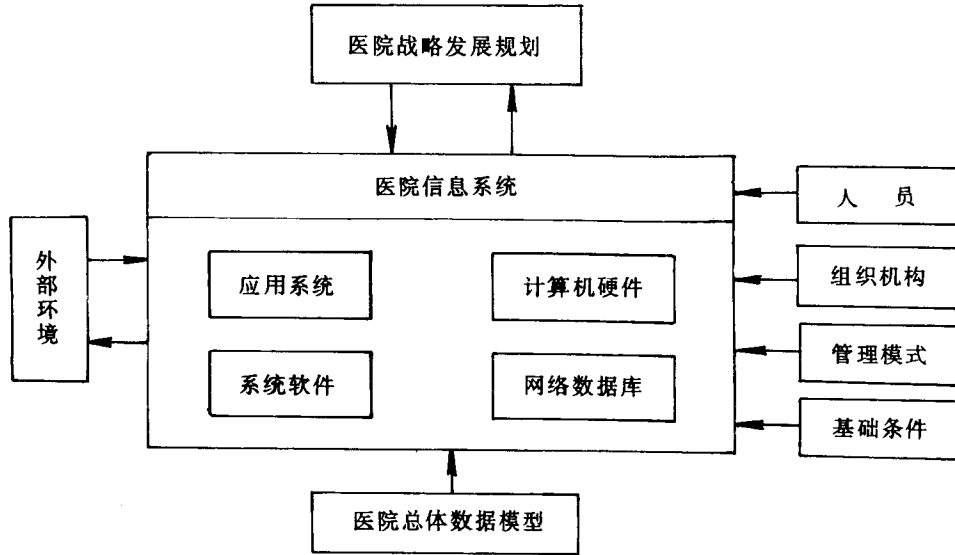 医院战略发展规划
医院信息系统
人 员
外部环境
应用系统
计算机硬件
组织机构
管理模式
系统软件
网络数据库
基础条件
医院总体数据模型